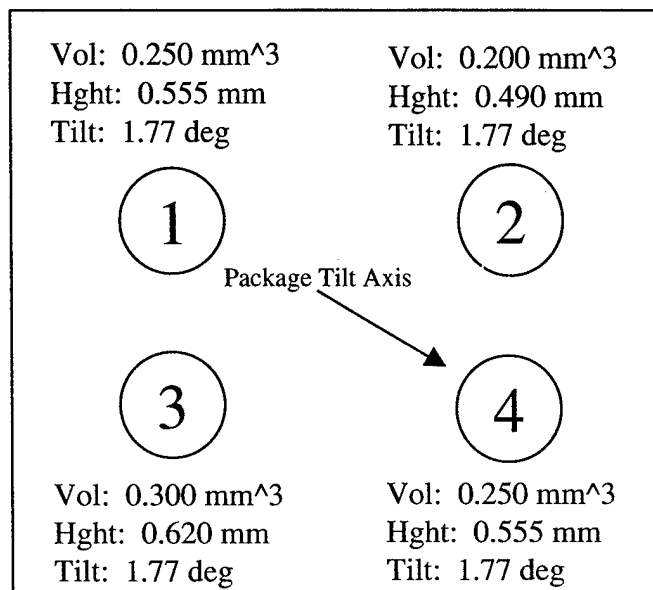 Vol: 0.250 mm^3
Hght: 0.555 mm
Tilt: 1.77 deg
Vol: 0.200 mm^3
Hght: 0.490 mm
Tilt: 1.77 deg
1
2
Package Tilt Axis
3
4
Vol: 0.300 mm^3
Hght: 0.620 mm
Tilt: 1.77 deg
Vol: 0.250 mm^3
Hght: 0.555 mm
Tilt: 1.77 deg